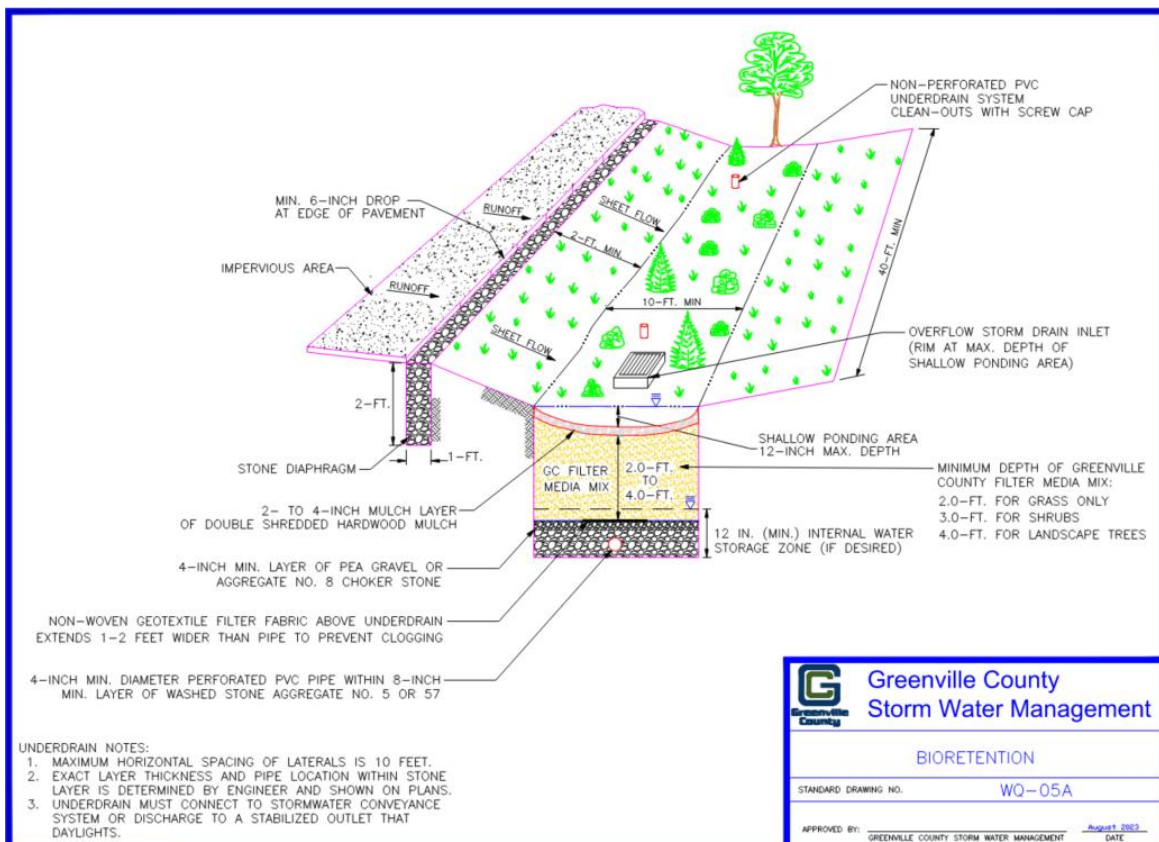 NON-PERFORATED PVC
UNDERDRAIN SYSTEM
CLEAN-OUTS WITH SCREW CAP
MIN. 6-INCH DROP
AT EDGE OF PAVEMENT
RUNOFF
SHEET FLOW
2-FT. MIN.
IMPERVIOUS AREA
RUNOFF
40-FT. MIN
10-FT. MIN
SHEET FLOW
OVERFLOW STORM DRAIN INLET
(RIM AT MAX. DEPTH OF
SHALLOW PONDING AREA)
2-FT.
1-FT.
STONE DIAPHRAGM
SHALLOW PONDING AREA
12-INCH MAX. DEPTH
GC FILTER
MEDIA MIX
2.0-FT.
TO
4.0-FT.
MINIMUM DEPTH OF GREENVILLE
COUNTY FILTER MEDIA MIX:
2.0-FT. FOR GRASS ONLY
3.0-FT. FOR SHRUBS
4.0-FT. FOR LANDSCAPE TREES
2- TO 4-INCH MULCH LAYER
OF DOUBLE SHREDDED HARDWOOD MULCH
12 IN. (MIN.) INTERNAL WATER
STORAGE ZONE (IF DESIRED)
4-INCH MIN. LAYER OF PEA GRAVEL OR
AGGREGATE NO. 8 CHOKER STONE
NON-WOVEN GEOTEXTILE FILTER FABRIC ABOVE UNDERDRAIN
EXTENDS 1-2 FEET WIDER THAN PIPE TO PREVENT CLOGGING
4-INCH MIN. DIAMETER PERFORATED PVC PIPE WITHIN 8-INCH
MIN. LAYER OF WASHED STONE AGGREGATE NO. 5 OR 57
UNDERDRAIN NOTES:
1. MAXIMUM HORIZONTAL SPACING OF LATERALS IS 10 FEET.
2. EXACT LAYER THICKNESS AND PIPE LOCATION WITHIN STONE
LAYER IS DETERMINED BY ENGINEER AND SHOWN ON PLANS.
3. UNDERDRAIN MUST CONNECT TO STORMWATER CONVEYANCE
SYSTEM OR DISCHARGE TO A STABILIZED OUTLET THAT
DAYLIGHTS.
Greenville
County
Greenville County
Storm Water Management
BIORETENTION
STANDARD DRAWING NO. WQ-05A
APPROVED BY: GREENVILLE COUNTY STORM WATER MANAGEMENT
August 2023
DATE